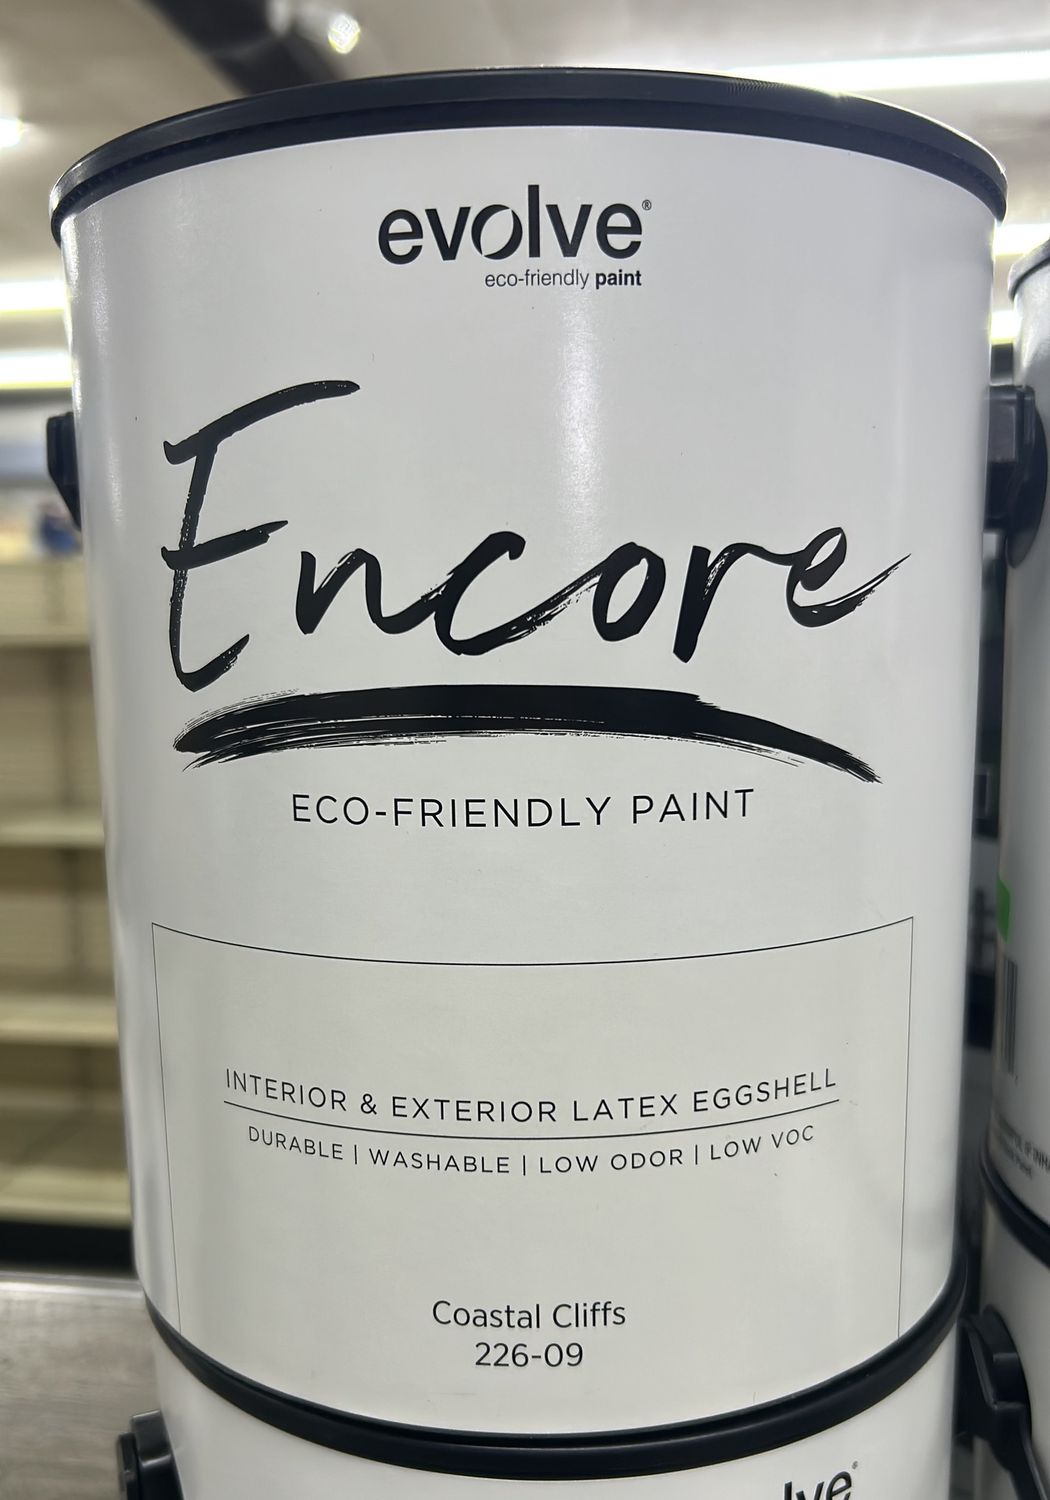 evolve®
eco-friendly paint
Encore
ECO-FRIENDLY PAINT
INTERIOR & EXTERIOR LATEX EGGSHELL
DURABLE | WASHABLE | LOW ODOR | LOW VOC
Coastal Cliffs
226-09
lve®